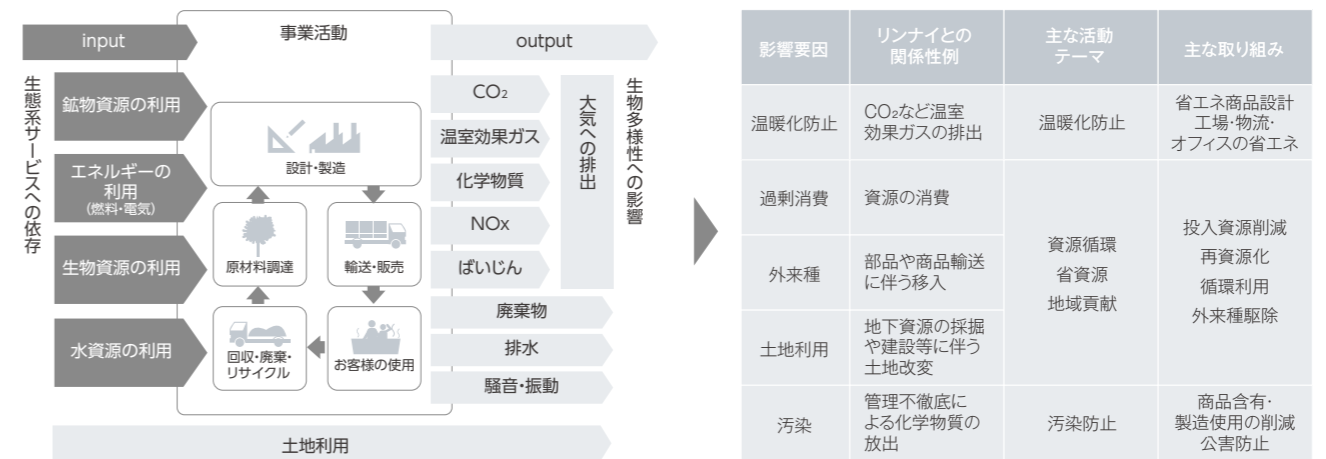 input
事業活動
output
生態系サービスへの依存
鉱物資源の利用
エネルギーの
利用
(燃料・電気)
生物資源の利用
水資源の利用
設計・製造
原材料調達
輸送・販売
回収・廃棄・
リサイクル
お客様の使用
CO₂
温室効果ガス
化学物質
NOx
ばいじん
大気への排出
廃棄物
排水
騒音・振動
生物多様性への影響
土地利用
影響要因
リンナイとの
関係性例
主な活動
テーマ
主な取り組み
温暖化防止
CO₂など温室
効果ガスの排出
温暖化防止
省エネ商品設計
工場・物流・
オフィスの省エネ
過剰消費
資源の消費
外来種
部品や商品輸送
に伴う移入
土地利用
地下資源の採掘
や建設等に伴う
土地改変
資源循環
省資源
地域貢献
投入資源削減
再資源化
循環利用
外来種駆除
汚染
管理不徹底に
よる化学物質の
放出
汚染防止
商品含有・
製造使用の削減
公害防止